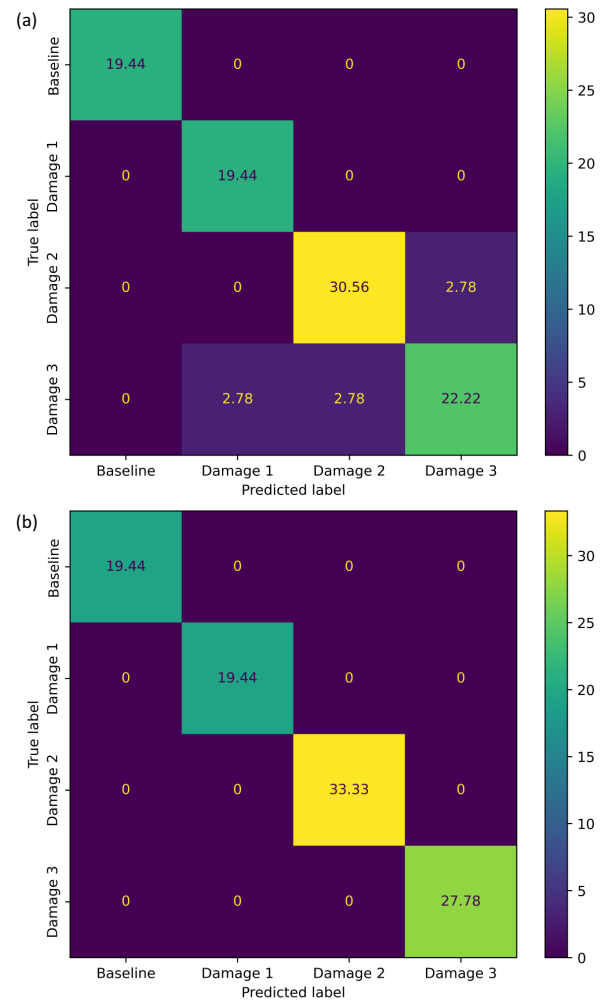 (a)
True label
Baseline
19.44 0 0 0
Damage 1
0 19.44 0 0
Damage 2
0 0 30.56 2.78
Damage 3
0 2.78 2.78 22.22
Baseline Damage 1 Damage 2 Damage 3
Predicted label
30
25
20
15
10
5
0
(b)
True label
Baseline
19.44 0 0 0
Damage 1
0 19.44 0 0
Damage 2
0 0 33.33 0
Damage 3
0 0 0 27.78
Baseline Damage 1 Damage 2 Damage 3
Predicted label
30
25
20
15
10
5
0